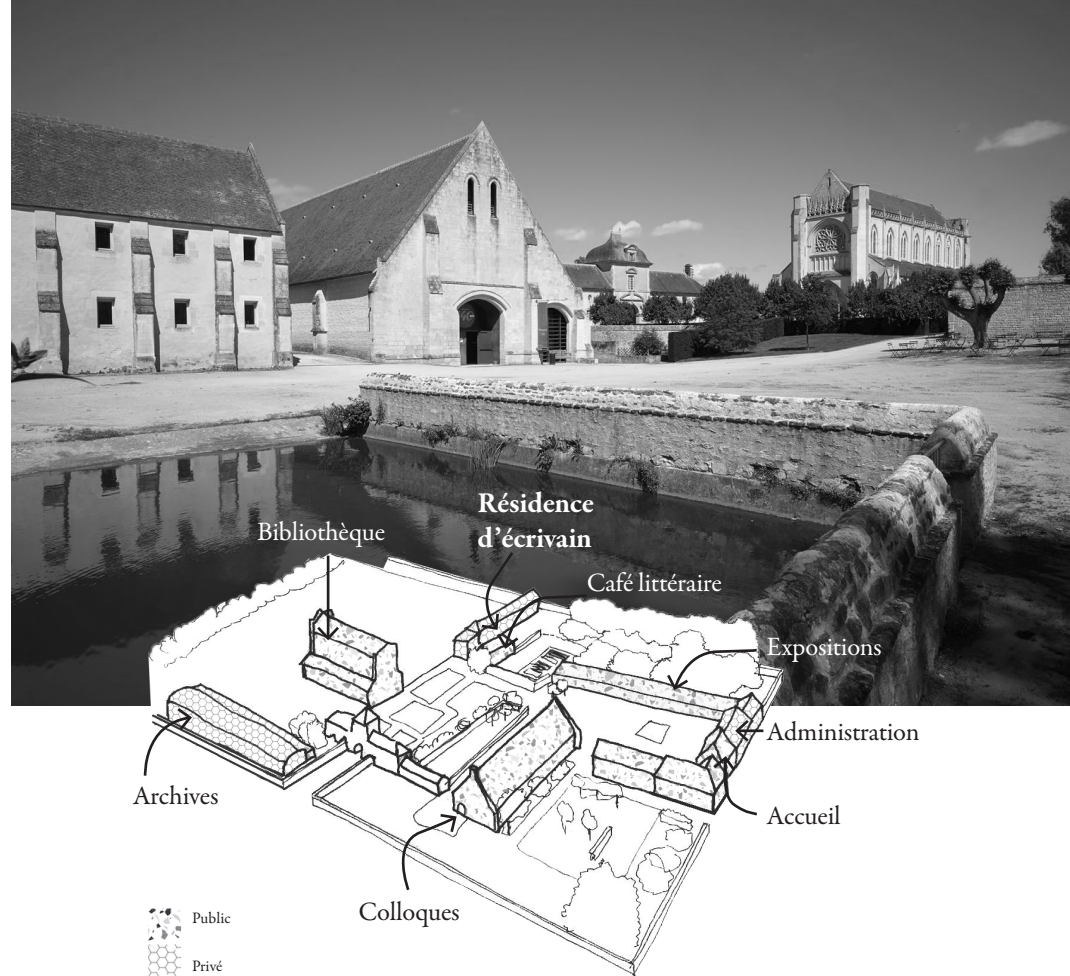 Résidence
d’écrivain
Bibliothèque
Café littéraire
Expositions
Administration
Archives
Accueil
Colloques
Public
Privé